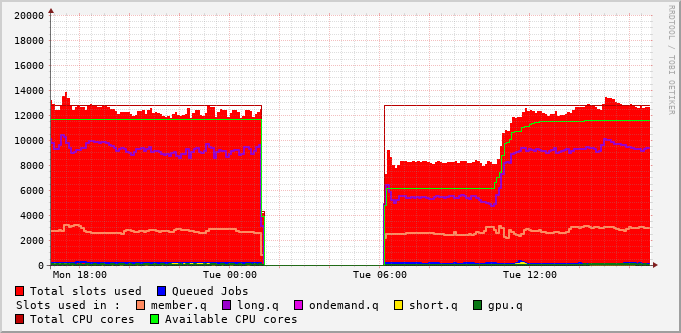 20000
18000
16000
14000
12000
10000
8000
6000
4000
2000
0
Mon 18:00 Tue 00:00 Tue 06:00 Tue 12:00
Total slots used Queued Jobs
Slots used in : member.q long.q ondemand.q short.q gpu.q
Total CPU cores Available CPU cores
RRDTOOL / TOBI OETIKER